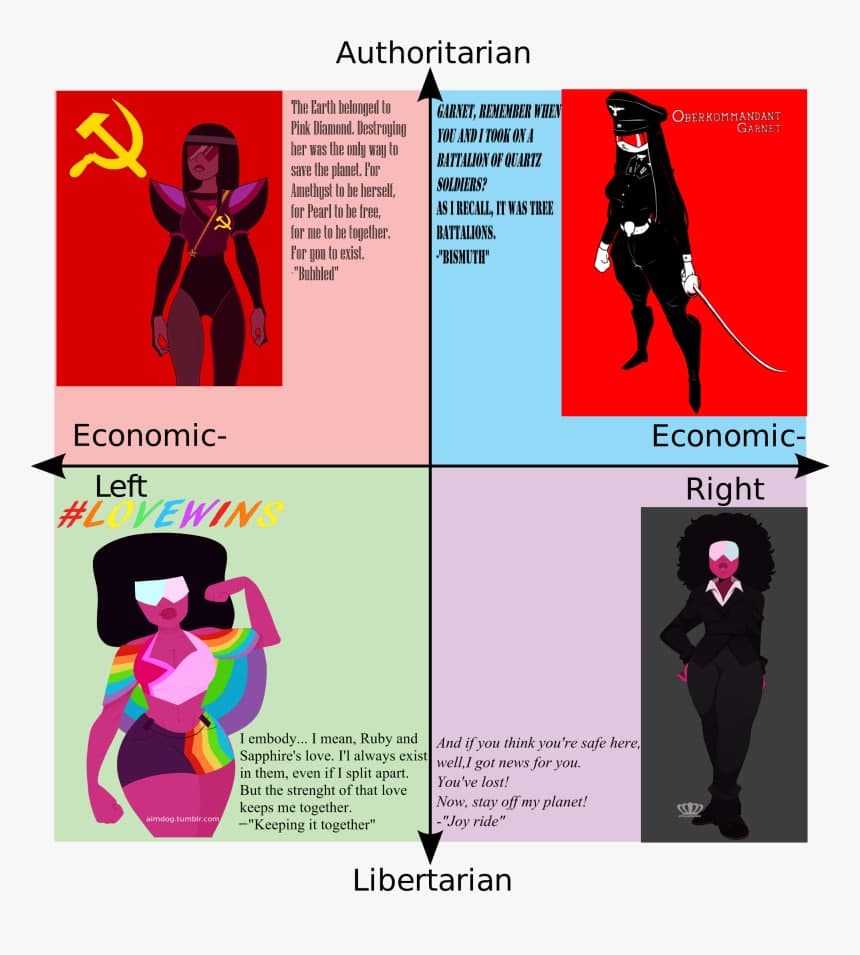 Authoritarian
The Earth belonged to
Pink Diamond. Destroying
her was the only way to
save the planet. For
Amethyst to be herself,
for Pearl to be free,
for me to be together.
For you to exist.
-"Bubbled"
GARNET, REMEMBER WHEN
YOU AND I TOOK ON A
BATTALION OF QUARTZ
SOLDIERS?
AS I RECALL, IT WAS TREE
BATTALIONS.
-"BISMUTH"
OBERKOMMANDANT
GARNET
Economic-
Left
Economic-
Right
#LOVEWINS
I embody... I mean, Ruby and
Sapphire's love. I'l always exist
in them, even if I split apart.
But the strenght of that love
keeps me together.
—"Keeping it together"
aimdog.tumblr.com
And if you think you're safe here,
well,I got news for you.
You've lost!
Now, stay off my planet!
-"Joy ride"
Libertarian